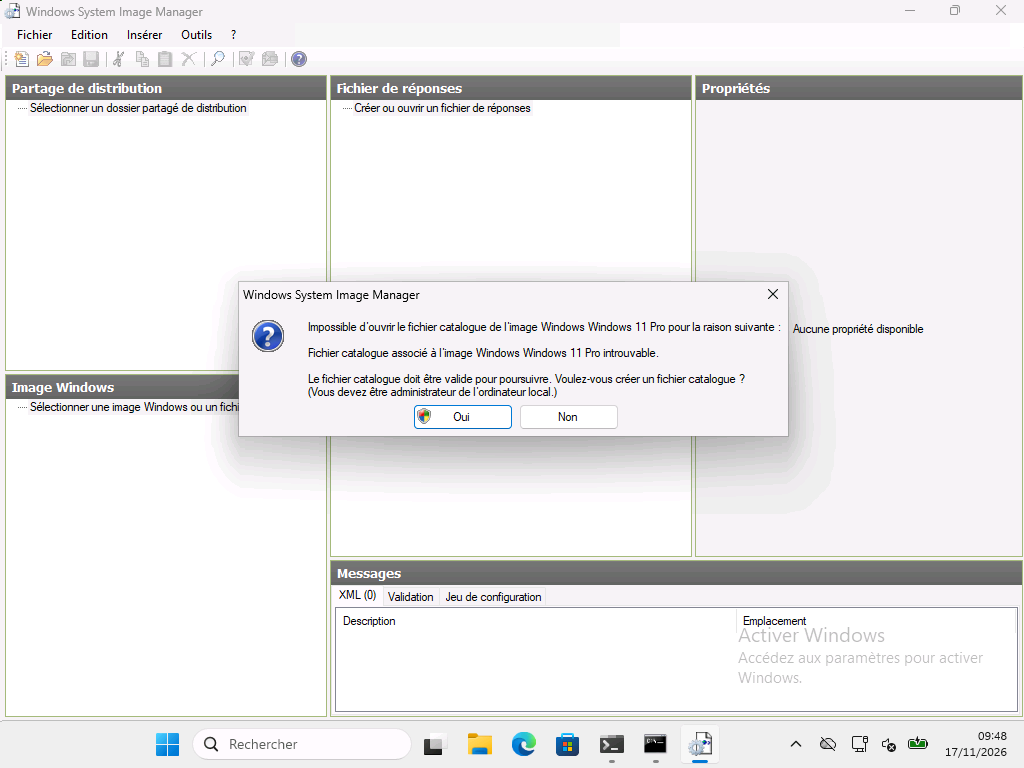 Windows System Image Manager
Fichier Edition Insérer Outils ?
Partage de distribution
Sélectionner un dossier partagé de distribution
Fichier de réponses
Créer ou ouvrir un fichier de réponses
Propriétés
Aucune propriété disponible
Windows System Image Manager
Impossible d'ouvrir le fichier catalogue de l'image Windows Windows 11 Pro pour la raison suivante :
Fichier catalogue associé à l'image Windows Windows 11 Pro introuvable.
Le fichier catalogue doit être valide pour poursuivre. Voulez-vous créer un fichier catalogue ?
(Vous devez être administrateur de l'ordinateur local.)
Oui Non
Image Windows
Sélectionner une image Windows ou un fichi
Messages
XML (0) Validation Jeu de configuration
Description Emplacement
Activer Windows
Accédez aux paramètres pour activer
Windows.
Rechercher
09:48
17/11/2026